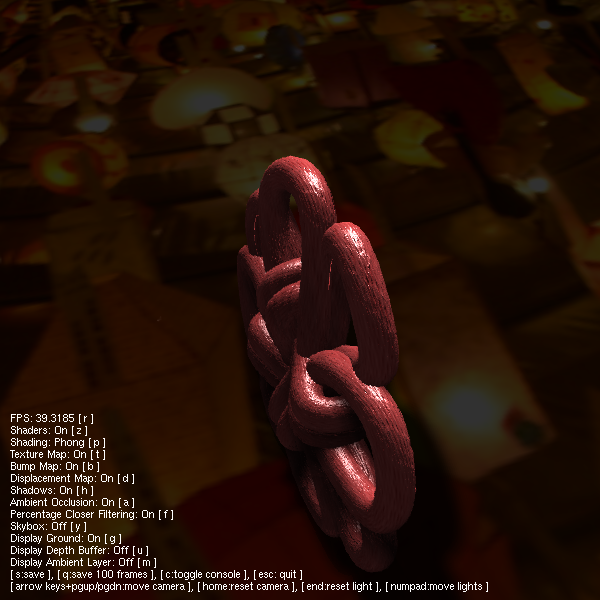 FPS: 39.3185 [ r ]
Shaders: On [ z ]
Shading: Phong [ p ]
Texture Map: On [ t ]
Bump Map: On [ b ]
Displacement Map: On [ d ]
Shadows: On [ h ]
Ambient Occlusion: On [ a ]
Percentage Closer Filtering: On [ f ]
Skybox: Off [ y ]
Display Ground: On [ g ]
Display Depth Buffer: Off [ u ]
Display Ambient Layer: Off [ m ]
[ s:save ], [ q:save 100 frames ], [ c:toggle console ], [ esc: quit ]
[ arrow keys+pgup/pgdn:move camera ], [ home:reset camera ], [ end:reset light ], [ numpad:move lights ]